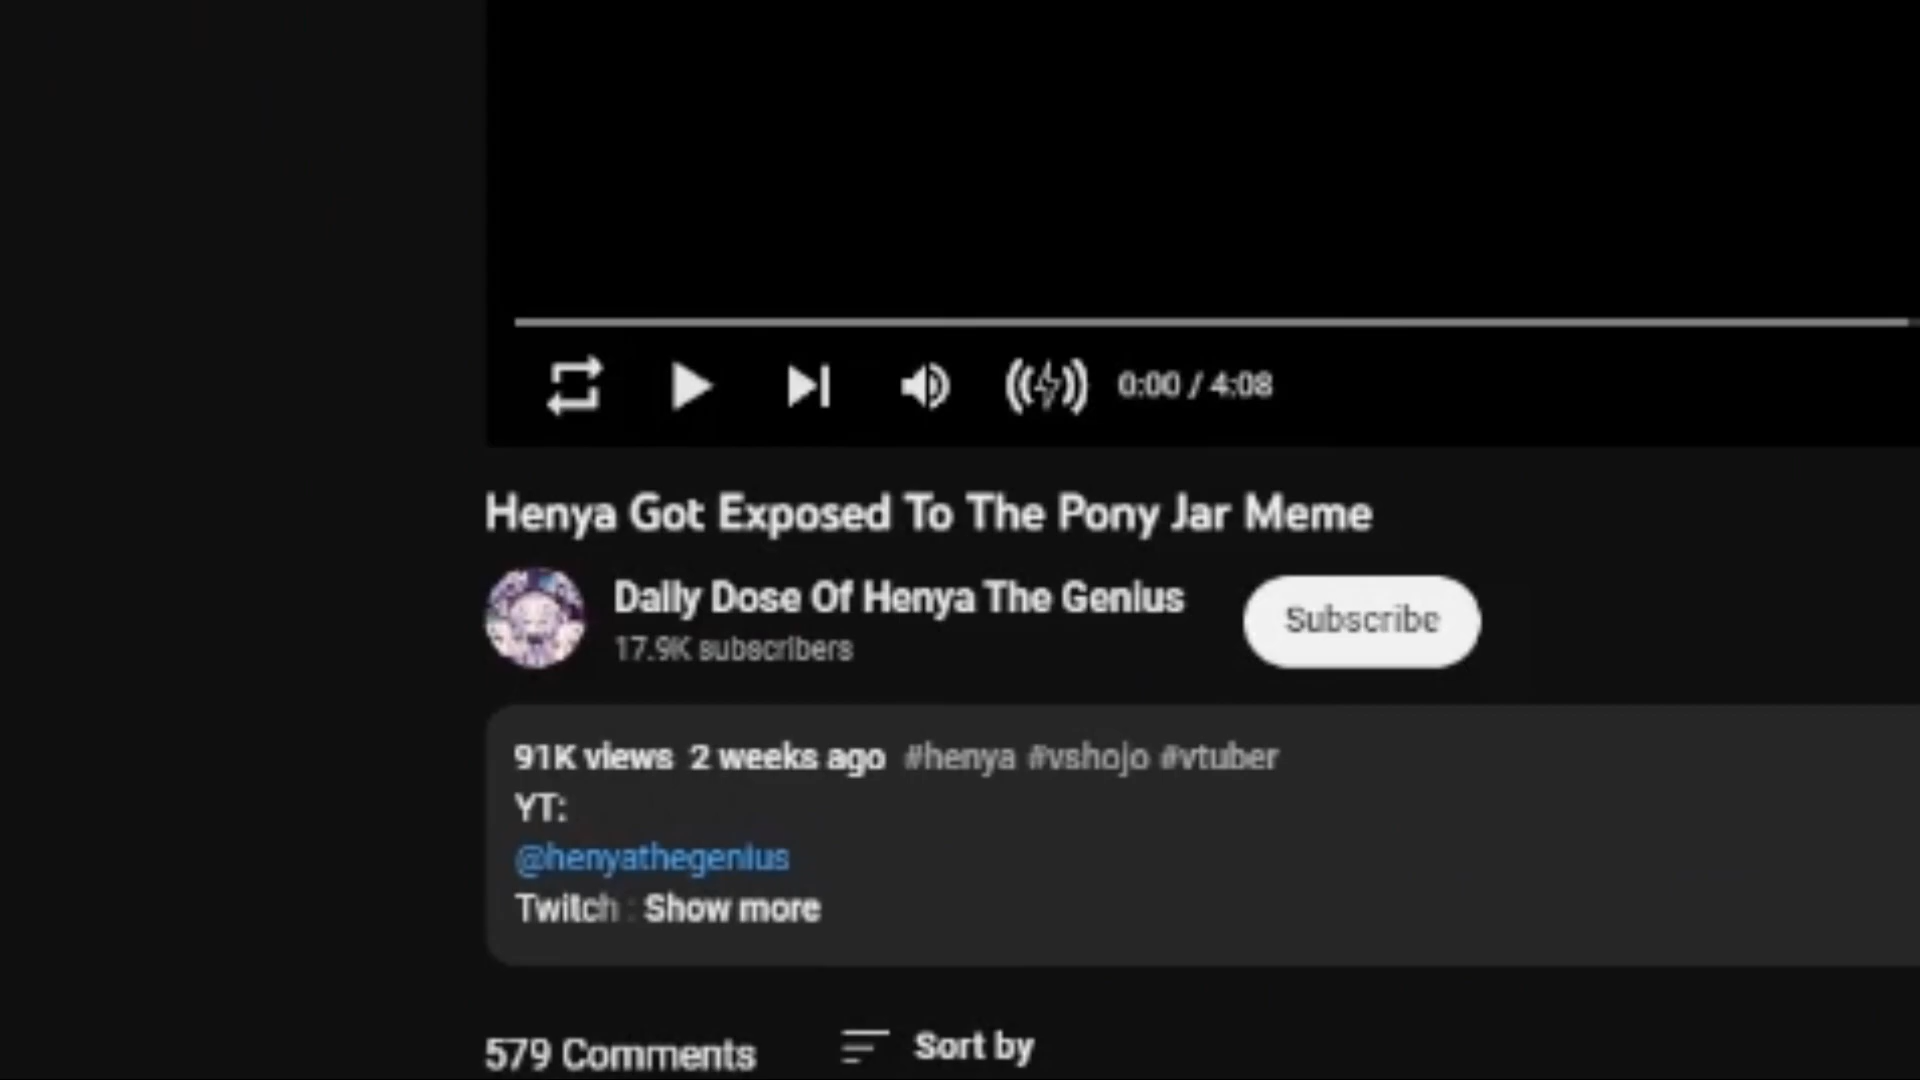 0:00 / 4:08
Henya Got Exposed To The Pony Jar Meme
Daily Dose Of Henya The Genius
Subscribe
17.9K subscribers
91K views 2 weeks ago #henya #vshojo #vtuber
YT:
@henyathegenius
Twitch : Show more
579 Comments Sort by